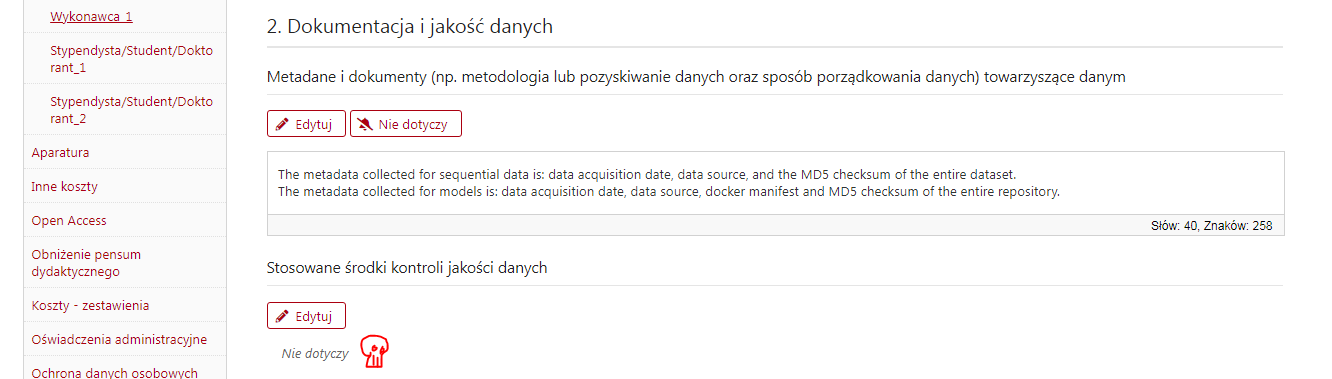 Wykonawca_1
Stypendysta/Student/Dokto
rant_1
Stypendysta/Student/Dokto
rant_2
Aparatura
Inne koszty
Open Access
Obniżenie pensum
dydaktycznego
Koszty - zestawienia
Oświadczenia administracyjne
Ochrona danych osobowych
2. Dokumentacja i jakość danych
Metadane i dokumenty (np. metodologia lub pozyskiwanie danych oraz sposób porządkowania danych) towarzyszące danym
Edytuj
Nie dotyczy
The metadata collected for sequential data is: data acquisition date, data source, and the MD5 checksum of the entire dataset.
The metadata collected for models is: data acquisition date, data source, docker manifest and MD5 checksum of the entire repository.
Słów: 40, Znaków: 258
Stosowane środki kontroli jakości danych
Edytuj
Nie dotyczy